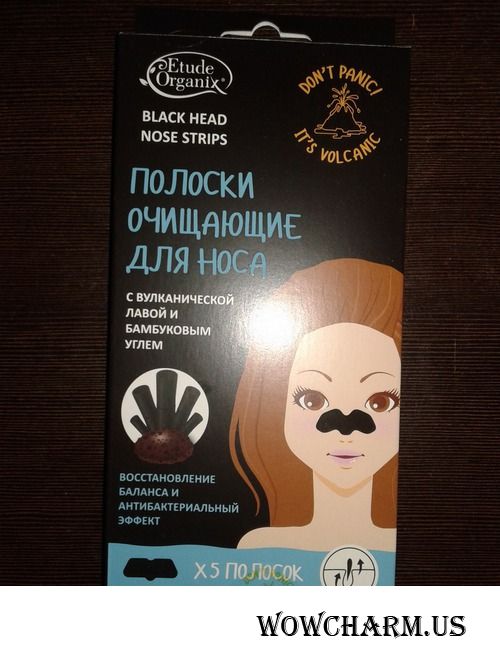 Etude
Organix
DON'T PANIC!
IT'S VOLCANIC
BLACK HEAD
NOSE STRIPS
ПОЛОСКИ
ОЧИЩАЮЩИЕ
ДЛЯ НОСА
С ВУЛКАНИЧЕСКОЙ
ЛАВОЙ И
БАМБУКОВЫМ
УГЛЕМ
ВОССТАНОВЛЕНИЕ
БАЛАНСА И
АНТИБАКТЕРИАЛЬНЫЙ
ЭФФЕКТ
X5 ПОЛОСОК
WOWCHARM.US